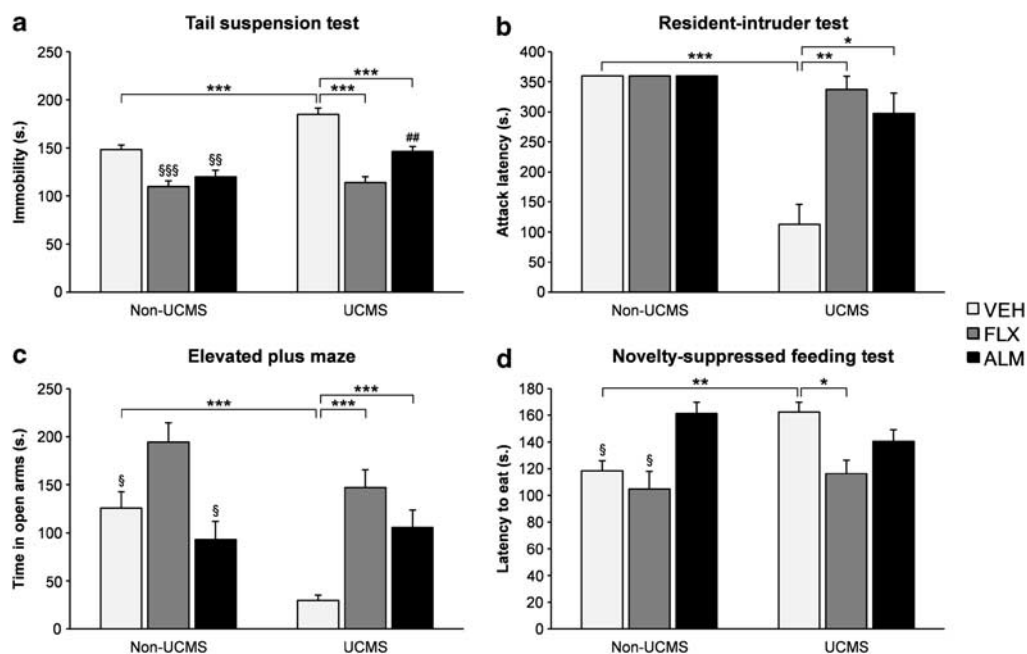 a
Tail suspension test
Immobility (s.)
250
200
150
100
50
0
***
***
***
§§§
§§
##
Non-UCMS
UCMS
b
Resident-intruder test
Attack latency (s.)
400
350
300
250
200
150
100
50
0
***
**
*
Non-UCMS
UCMS
VEH
FLX
ALM
c
Elevated plus maze
Time in open arms (s.)
250
200
150
100
50
0
***
***
***
§
§
Non-UCMS
UCMS
d
Novelty-suppressed feeding test
Latency to eat (s.)
180
160
140
120
100
80
60
40
20
0
**
*
§
§
Non-UCMS
UCMS